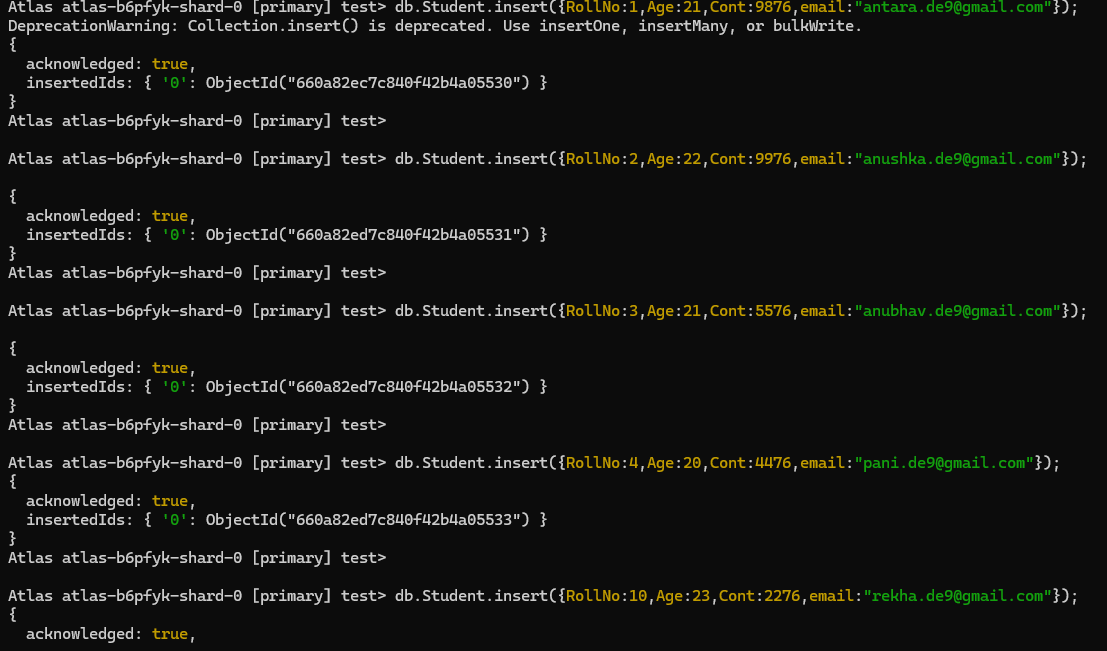 Atlas atlas-b6pfyk-shard-0 [primary] test> db.Student.insert({RollNo:1,Age:21,Cont:9876,email:"antara.de9@gmail.com"});
DeprecationWarning: Collection.insert() is deprecated. Use insertOne, insertMany, or bulkWrite.
{
  acknowledged: true,
  insertedIds: { '0': ObjectId("660a82ec7c840f42b4a05530") }
}
Atlas atlas-b6pfyk-shard-0 [primary] test>
Atlas atlas-b6pfyk-shard-0 [primary] test> db.Student.insert({RollNo:2,Age:22,Cont:9976,email:"anushka.de9@gmail.com"});
{
  acknowledged: true,
  insertedIds: { '0': ObjectId("660a82ed7c840f42b4a05531") }
}
Atlas atlas-b6pfyk-shard-0 [primary] test>
Atlas atlas-b6pfyk-shard-0 [primary] test> db.Student.insert({RollNo:3,Age:21,Cont:5576,email:"anubhav.de9@gmail.com"});
{
  acknowledged: true,
  insertedIds: { '0': ObjectId("660a82ed7c840f42b4a05532") }
}
Atlas atlas-b6pfyk-shard-0 [primary] test>
Atlas atlas-b6pfyk-shard-0 [primary] test> db.Student.insert({RollNo:4,Age:20,Cont:4476,email:"pani.de9@gmail.com"});
{
  acknowledged: true,
  insertedIds: { '0': ObjectId("660a82ed7c840f42b4a05533") }
}
Atlas atlas-b6pfyk-shard-0 [primary] test>
Atlas atlas-b6pfyk-shard-0 [primary] test> db.Student.insert({RollNo:10,Age:23,Cont:2276,email:"rekha.de9@gmail.com"});
{
  acknowledged: true,